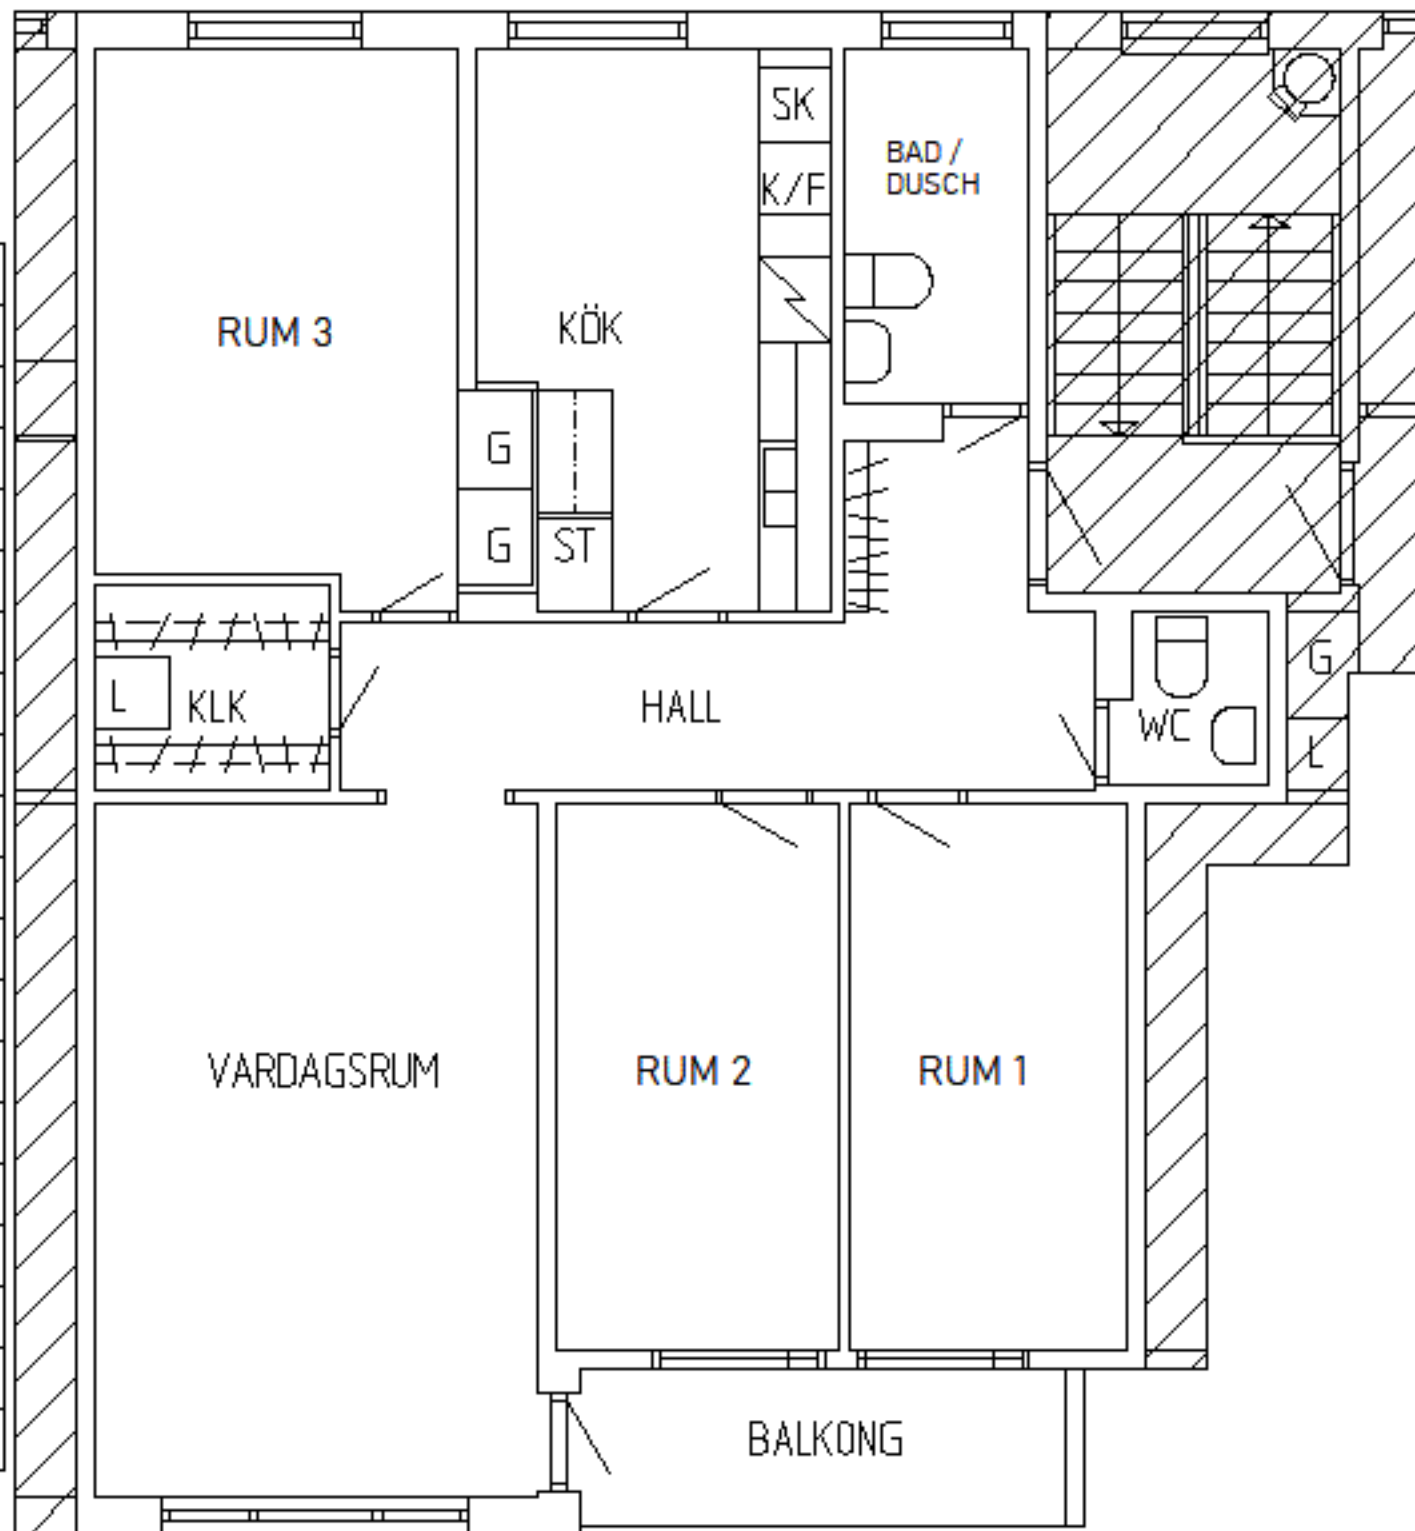 SK
BAD /
DUSCH
K/F
RUM 3
KÖK
G
G
ST
L
KLK
HALL
WC
G
L
VARDAGSRUM
RUM 2
RUM 1
BALKONG